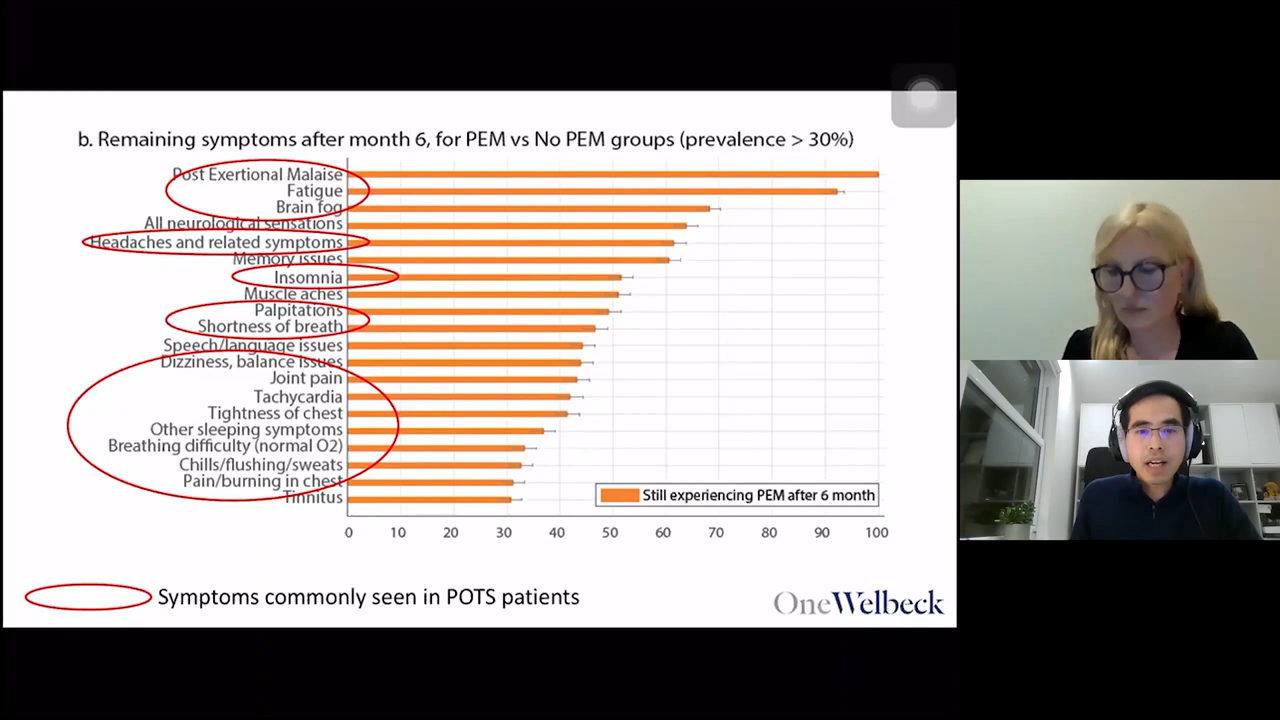 b. Remaining symptoms after month 6, for PEM vs No PEM groups (prevalence > 30%)
Post Exertional Malaise
Fatigue
Brain fog
All neurological sensations
Headaches and related symptoms
Memory issues
Insomnia
Muscle aches
Palpitations
Shortness of breath
Speech/language issues
Dizziness, balance issues
Joint pain
Tachycardia
Tightness of chest
Other sleeping symptoms
Breathing difficulty (normal O2)
Chills/flushing/sweats
Pain/burning in chest
Tinnitus
Still experiencing PEM after 6 month
0 10 20 30 40 50 60 70 80 90 100
Symptoms commonly seen in POTS patients
OneWelbeck